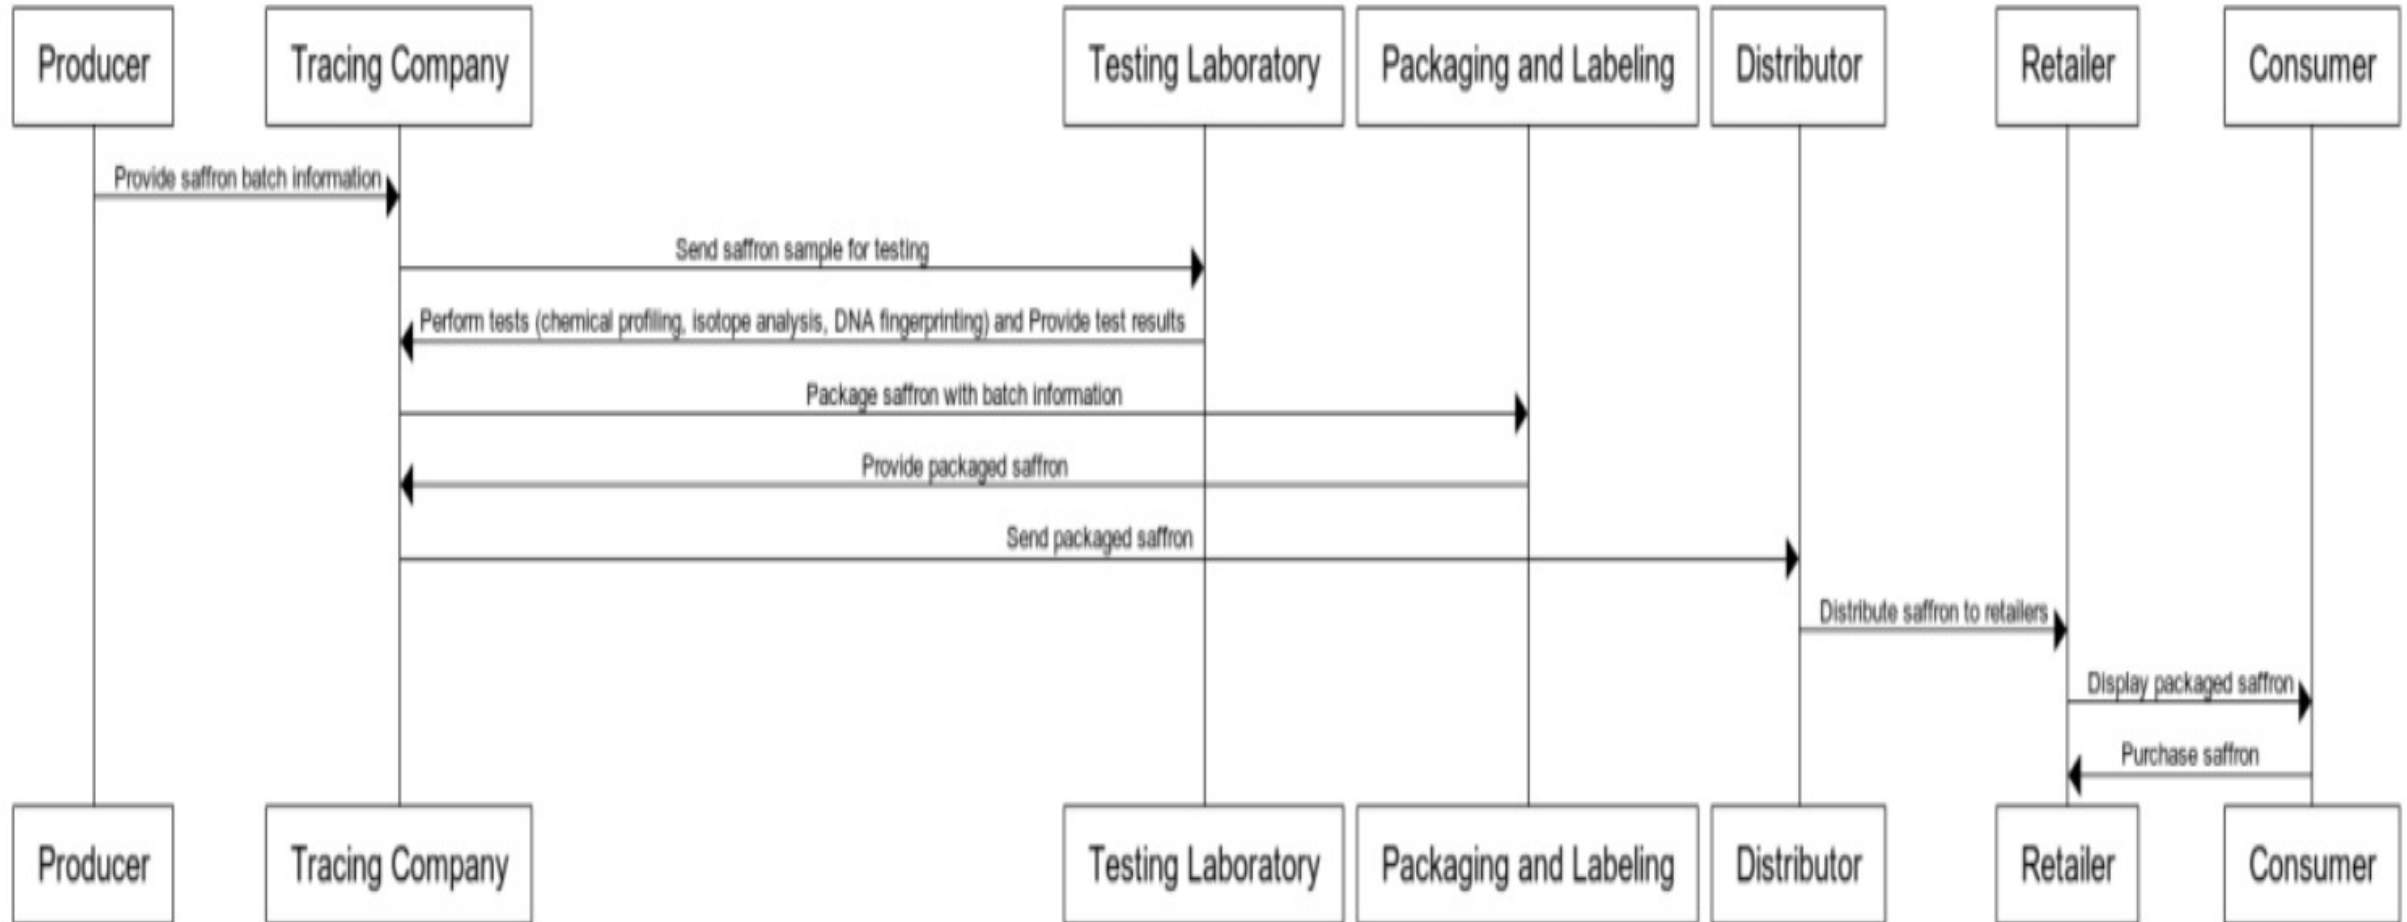 Producer
Tracing Company
Testing Laboratory
Packaging and Labeling
Distributor
Retailer
Consumer
Provide saffron batch information
Send saffron sample for testing
Perform tests (chemical profiling, isotope analysis, DNA fingerprinting) and Provide test results
Package saffron with batch information
Provide packaged saffron
Send packaged saffron
Distribute saffron to retailers
Display packaged saffron
Purchase saffron
Producer
Tracing Company
Testing Laboratory
Packaging and Labeling
Distributor
Retailer
Consumer